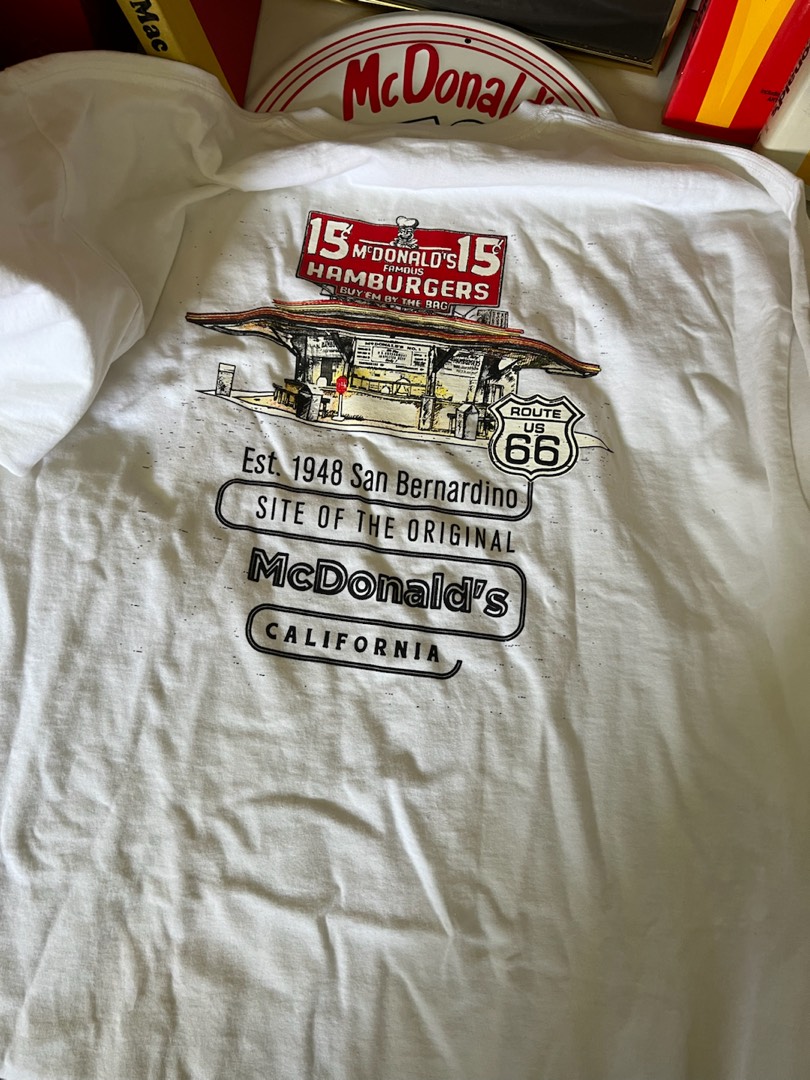 Mac
McDonald's
15¢ McDONALD'S 15¢
FAMOUS
HAMBURGERS
BUY'EM BY THE BAG
ROUTE
US
66
Est. 1948 San Bernardino
SITE OF THE ORIGINAL
McDonald's
CALIFORNIA